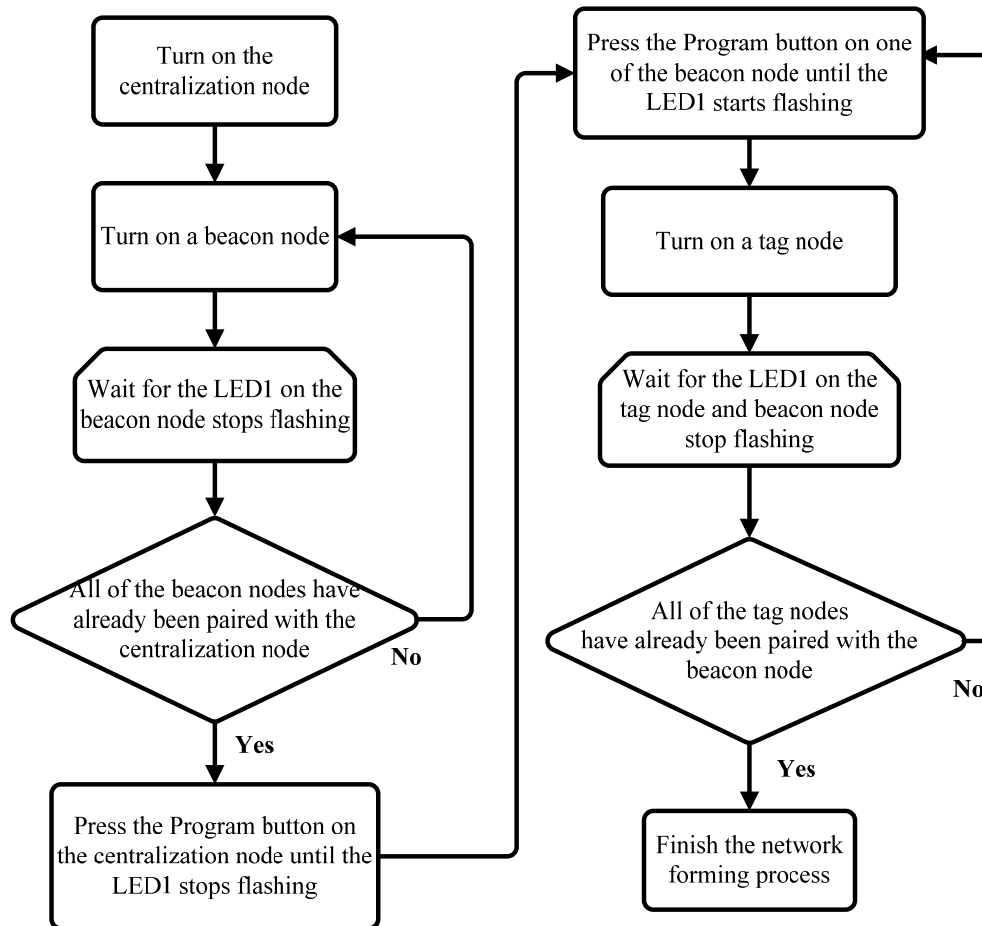 Turn on the
centralization node
Turn on a beacon node
Wait for the LED1 on the
beacon node stops flashing
All of the beacon nodes have
already been paired with the
centralization node
No
Yes
Press the Program button on
the centralization node until the
LED1 stops flashing
Press the Program button on one
of the beacon node until the
LED1 starts flashing
Turn on a tag node
Wait for the LED1 on the
tag node and beacon node
stop flashing
All of the tag nodes
have already been paired with the
beacon node
No
Yes
Finish the network
forming process